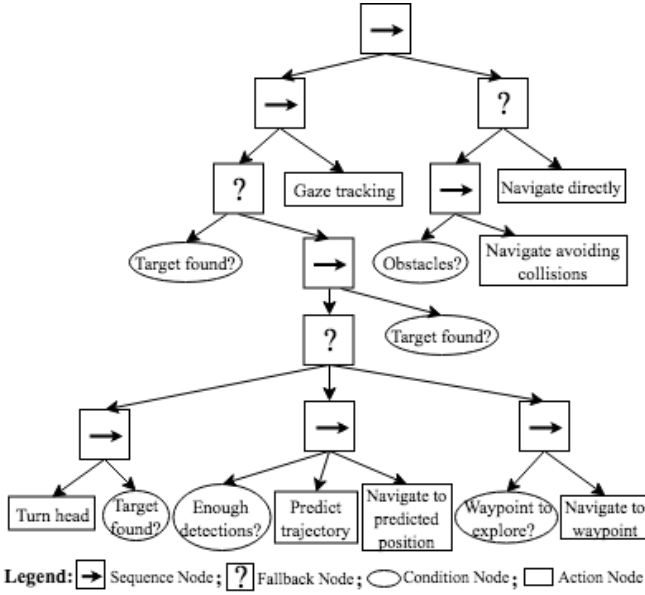 →
→
?
?
Gaze tracking
→
Navigate directly
Target found?
→
Obstacles?
Navigate avoiding
collisions
?
Target found?
→
→
→
Turn head
Target
found?
Enough
detections?
Predict
trajectory
Navigate to
predicted
position
Waypoint to
explore?
Navigate to
waypoint
Legend: → Sequence Node; ? Fallback Node; Condition Node; Action Node